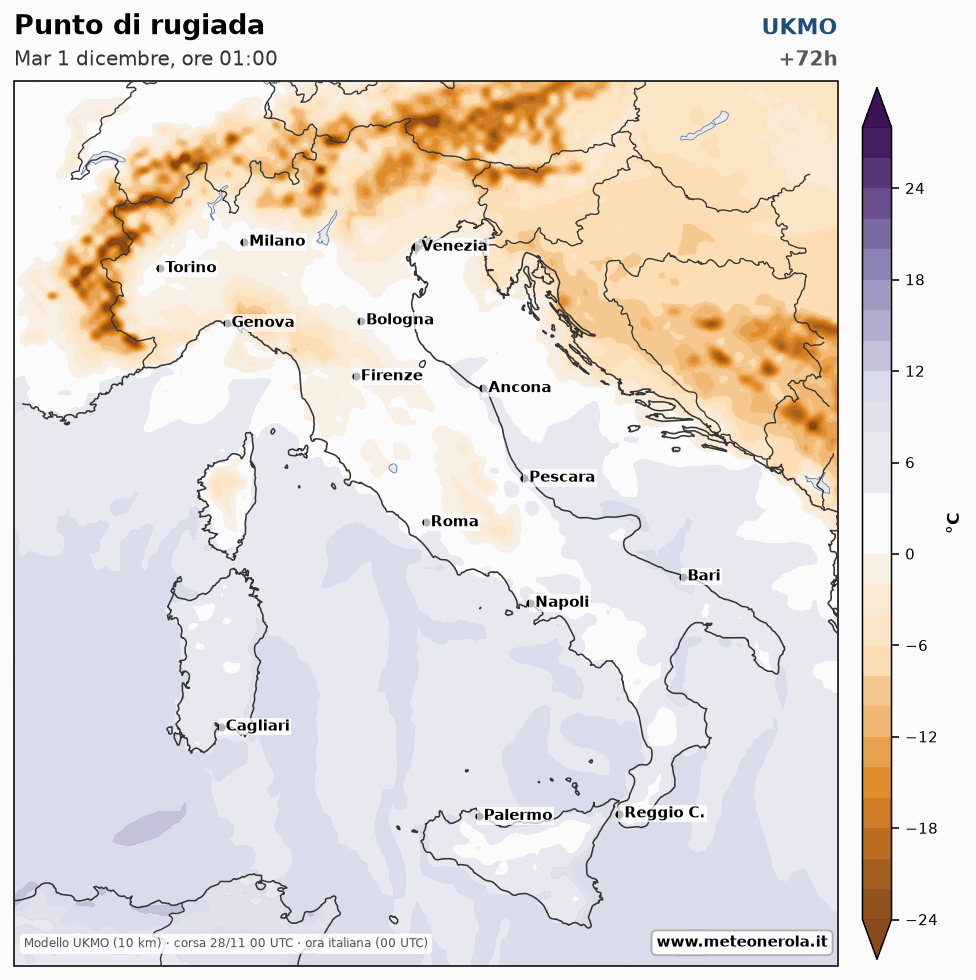 Punto di rugiada
UKMO
Mar 1 dicembre, ore 01:00
+72h
Milano
Venezia
Torino
Genova
Bologna
Firenze
Ancona
Pescara
Roma
Bari
Napoli
Cagliari
Palermo
Reggio C.
24
18
12
6
0
−6
−12
−18
−24
°C
Modello UKMO (10 km) · corsa 28/11 00 UTC · ora italiana (00 UTC)
www.meteonerola.it